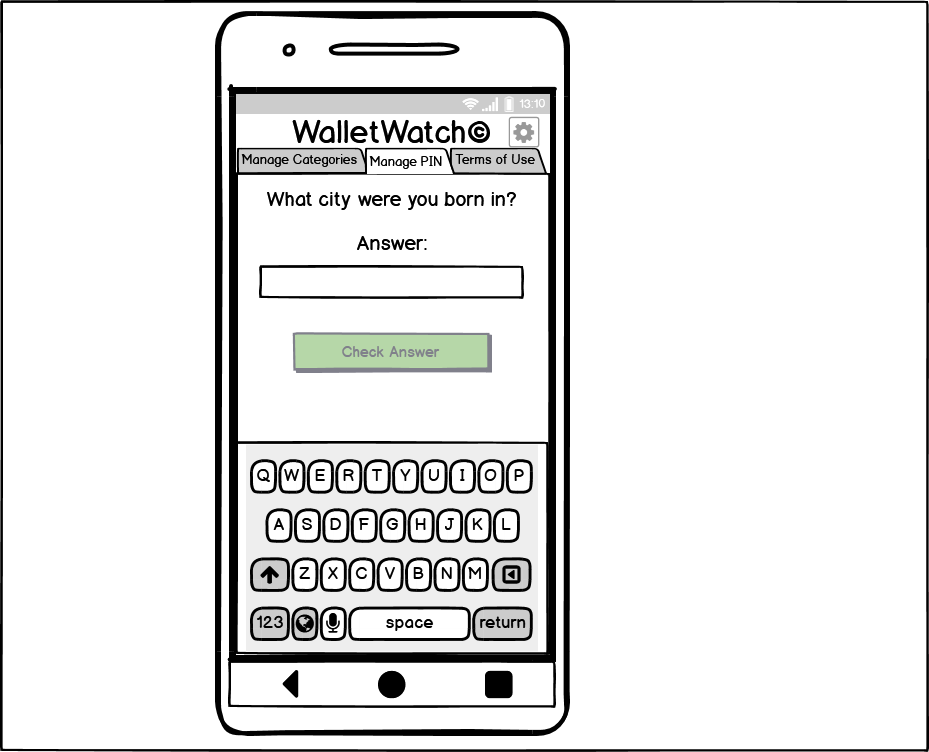 13:10
WalletWatch©
Manage Categories Manage PIN Terms of Use
What city were you born in?
Answer:
Check Answer
Q W E R T Y U I O P
A S D F G H J K L
Z X C V B N M
123 space return